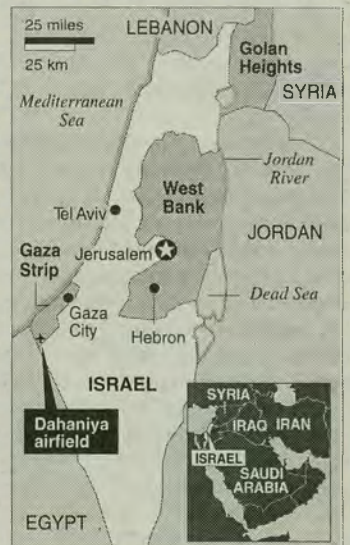 25 miles
25 km
LEBANON
Golan
Heights
SYRIA
Mediterranean
Sea
Jordan
River
West
Bank
Tel Aviv
JORDAN
Gaza
Strip
Jerusalem
Dead Sea
Gaza
City
Hebron
ISRAEL
Dahaniya
airfield
EGYPT
SYRIA
IRAQ
IRAN
ISRAEL
SAUDI
ARABIA